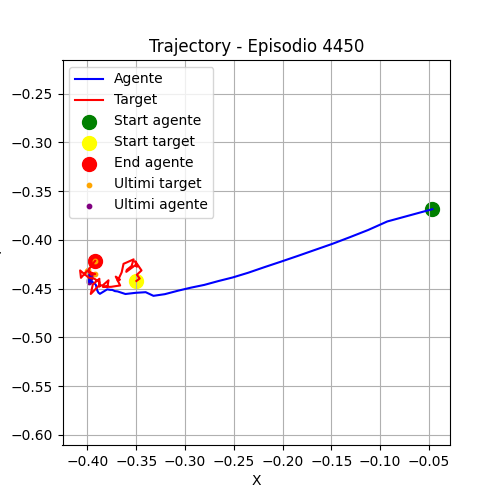 Trajectory - Episodio 4450
Agente
Target
Start agente
Start target
End agente
Ultimi target
Ultimi agente
−0.25
−0.30
−0.35
−0.40
−0.45
−0.50
−0.55
−0.60
−0.40
−0.35
−0.30
−0.25
−0.20
−0.15
−0.10
−0.05
X